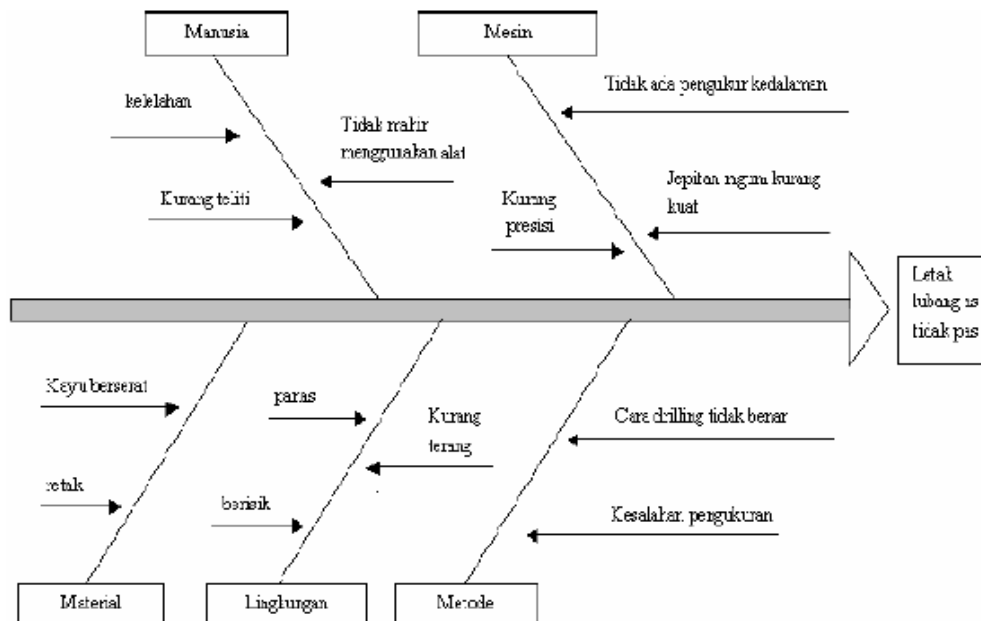 Manusia
Mesin
kelelahan
Tidak ada pengukur kedalaman
Tidak mahir
menggunakan alat
Kurang teliti
Kurang
presisi
Jepitan kurang
kuat
Letak
lubang as
tidak pas
Kayu berserat
panas
Kurang
terang
Cara drilling tidak benar
retak
berisik
Kesalahan pengukuran
Material
Lingkungan
Metode